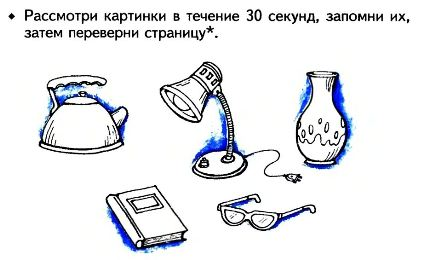 ♦ Рассмотри картинки в течение 30 секунд, запомни их,
затем переверни страницу*.